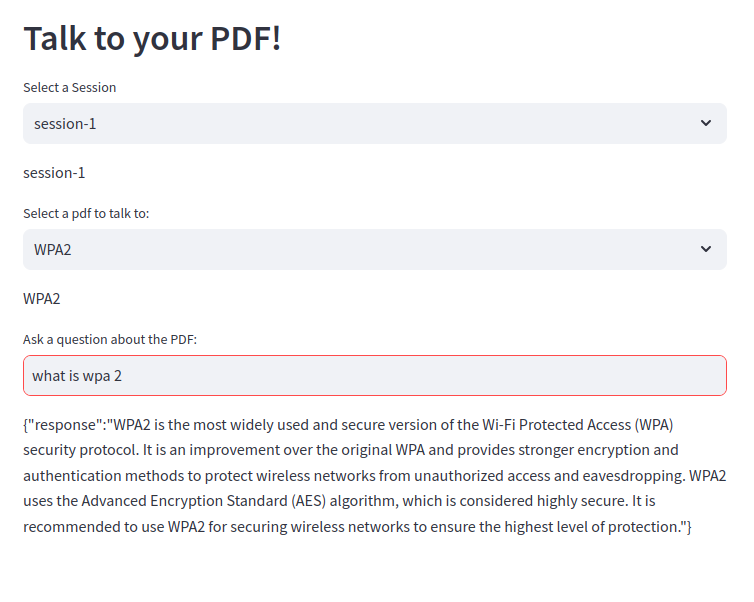 Talk to your PDF!
Select a Session
session-1
session-1
Select a pdf to talk to:
WPA2
WPA2
Ask a question about the PDF:
what is wpa 2
{"response":"WPA2 is the most widely used and secure version of the Wi-Fi Protected Access (WPA)
security protocol. It is an improvement over the original WPA and provides stronger encryption and
authentication methods to protect wireless networks from unauthorized access and eavesdropping. WPA2
uses the Advanced Encryption Standard (AES) algorithm, which is considered highly secure. It is
recommended to use WPA2 for securing wireless networks to ensure the highest level of protection."}